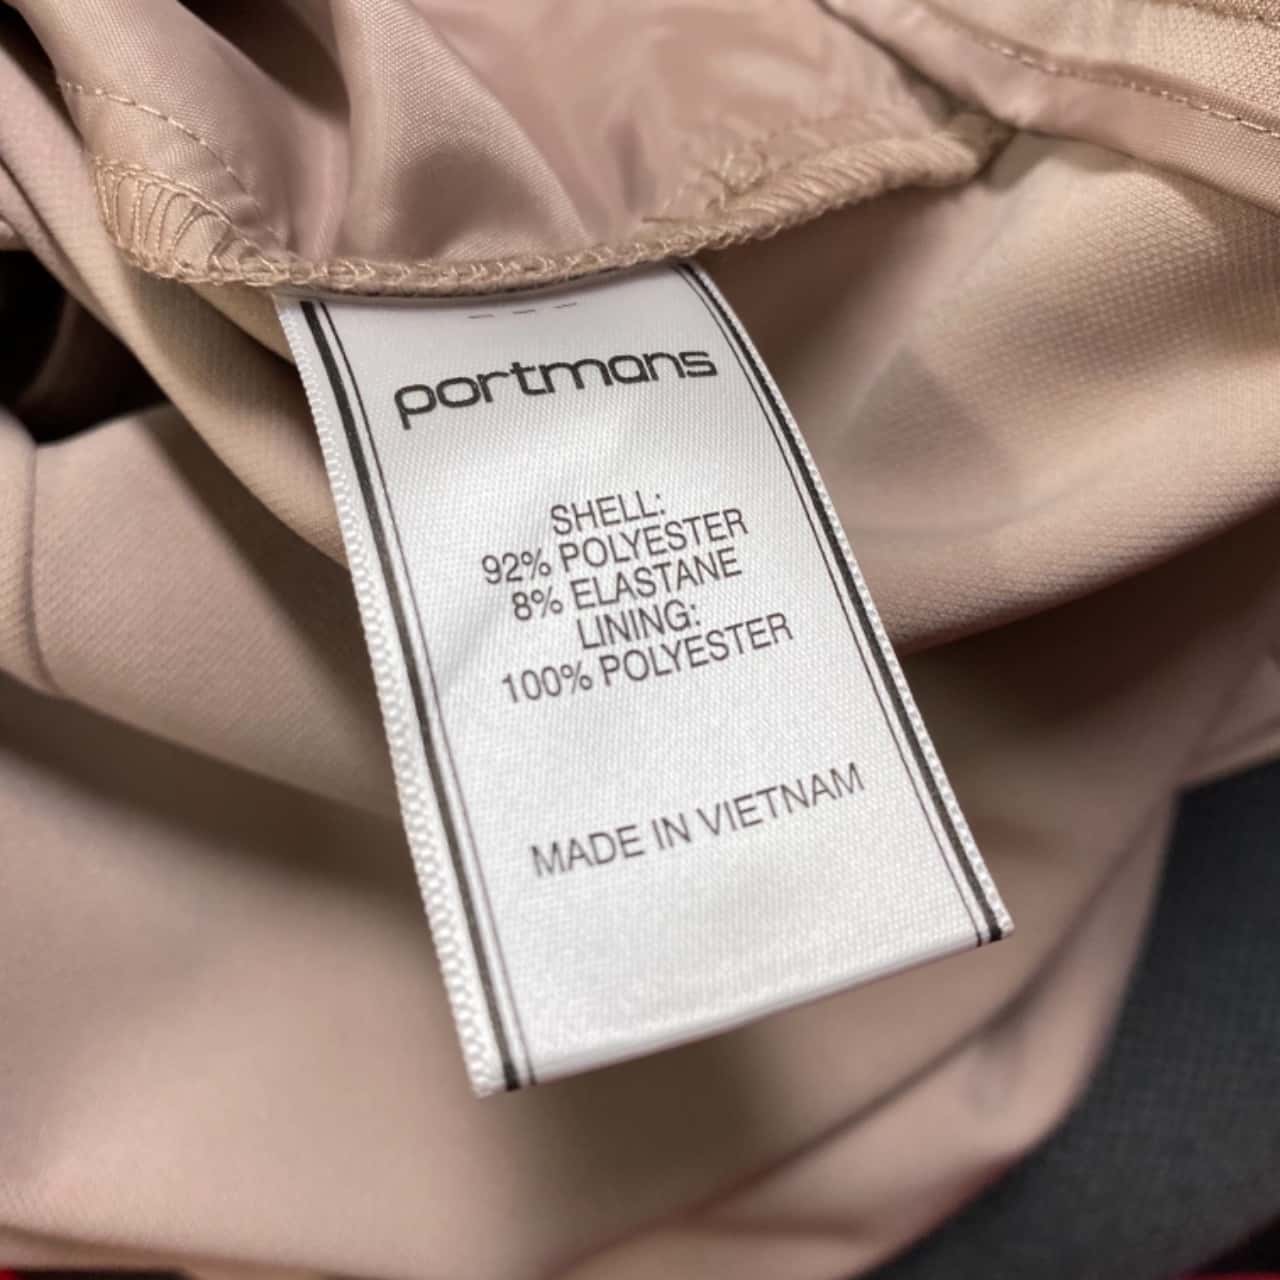 portmans
SHELL:
92% POLYESTER
8% ELASTANE
LINING:
100% POLYESTER
MADE IN VIETNAM